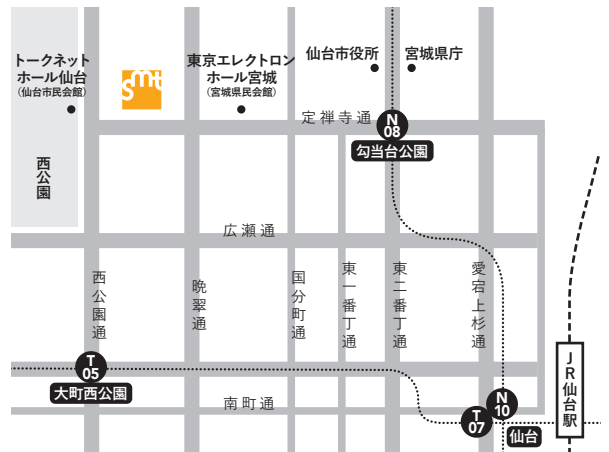 トークネット
ホール仙台
(仙台市民会館)
smt
東京エレクトロン
ホール宮城
(宮城県民会館)
仙台市役所
宮城県庁
定禅寺通
N
08
勾当台公園
西公園
広瀬通
西公園通
晩翠通
国分町通
東一番丁通
東二番丁通
愛宕上杉通
T
05
大町西公園
南町通
T
07
N
10
仙台
JR仙台駅